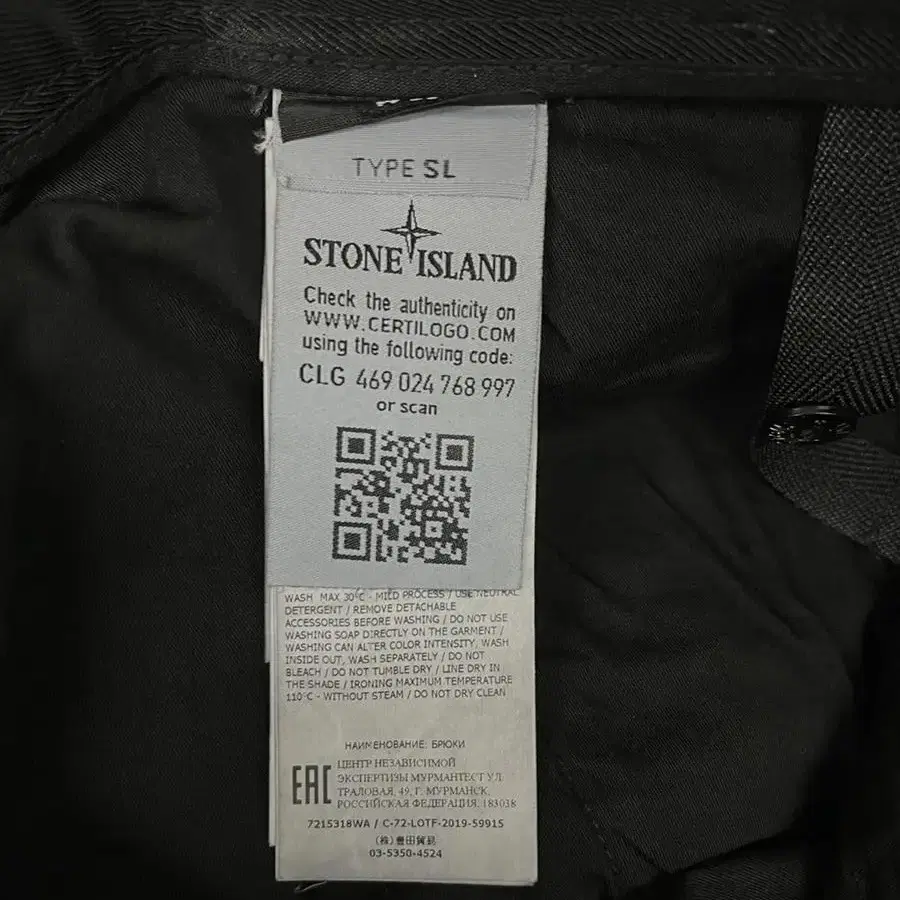 TYPE SL
STONE ISLAND
Check the authenticity on
WWW.CERTILOGO.COM
using the following code:
CLG 469 024 768 997
or scan
WASH MAX 30°C - MILD PROCESS / USE NEUTRAL
DETERGENT / REMOVE DETACHABLE
ACCESSORIES BEFORE WASHING / DO NOT USE
WASHING SOAP DIRECTLY ON THE GARMENT /
WASHING CAN ALTER COLOR INTENSITY, WASH
INSIDE OUT, WASH SEPARATELY / DO NOT
BLEACH / DO NOT TUMBLE DRY / LINE DRY IN
THE SHADE / IRONING MAXIMUM TEMPERATURE
110°C - WITHOUT STEAM / DO NOT DRY CLEAN
НАИМЕНОВАНИЕ: БРЮКИ
EAC
ЦЕНТР НЕЗАВИСИМОЙ
ЭКСПЕРТИЗЫ МУРМАНТЕСТ УЛ.
ТРАЛОВАЯ, 49, Г. МУРМАНСК,
РОССИЙСКАЯ ФЕДЕРАЦИЯ, 183038
7215318WA / C-72-LOTF-2019-59915
(株)豊田貿易
03-5350-4524